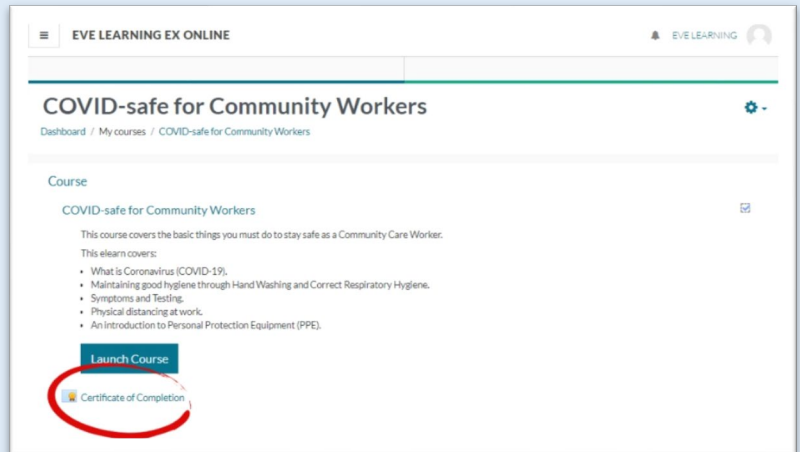 EVE LEARNING EX ONLINE
EVE LEARNING
COVID-safe for Community Workers
Dashboard / My courses / COVID-safe for Community Workers
Course
COVID-safe for Community Workers
This course covers the basic things you must do to stay safe as a Community Care Worker.
This elearn covers:
• What is Coronavirus (COVID-19).
• Maintaining good hygiene through Hand Washing and Correct Respiratory Hygiene.
• Symptoms and Testing.
• Physical distancing at work.
• An introduction to Personal Protection Equipment (PPE).
Launch Course
Certificate of Completion